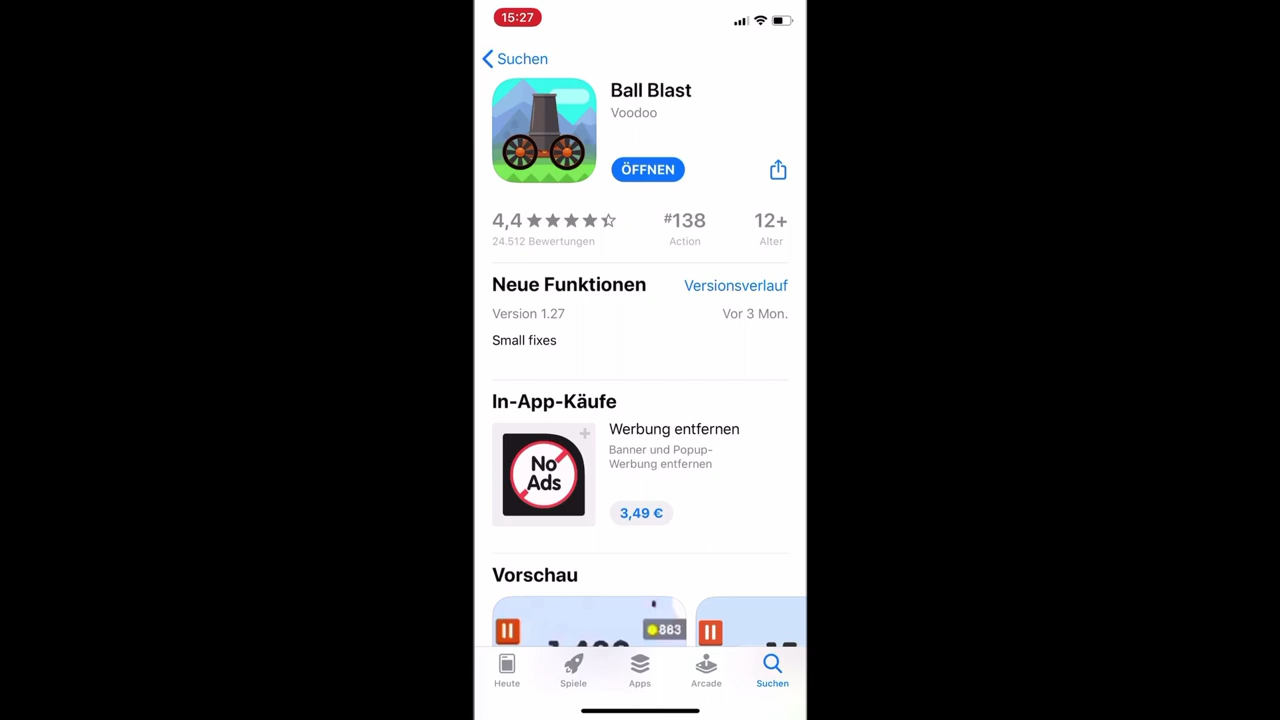 15:27
Suchen
Ball Blast
Voodoo
ÖFFNEN
4,4
#138
12+
24.512 Bewertungen
Action
Alter
Neue Funktionen
Versionsverlauf
Version 1.27
Vor 3 Mon.
Small fixes
In-App-Käufe
No
Ads
Werbung entfernen
Banner und Popup-
Werbung entfernen
3,49 €
Vorschau
863
Heute
Spiele
Apps
Arcade
Suchen